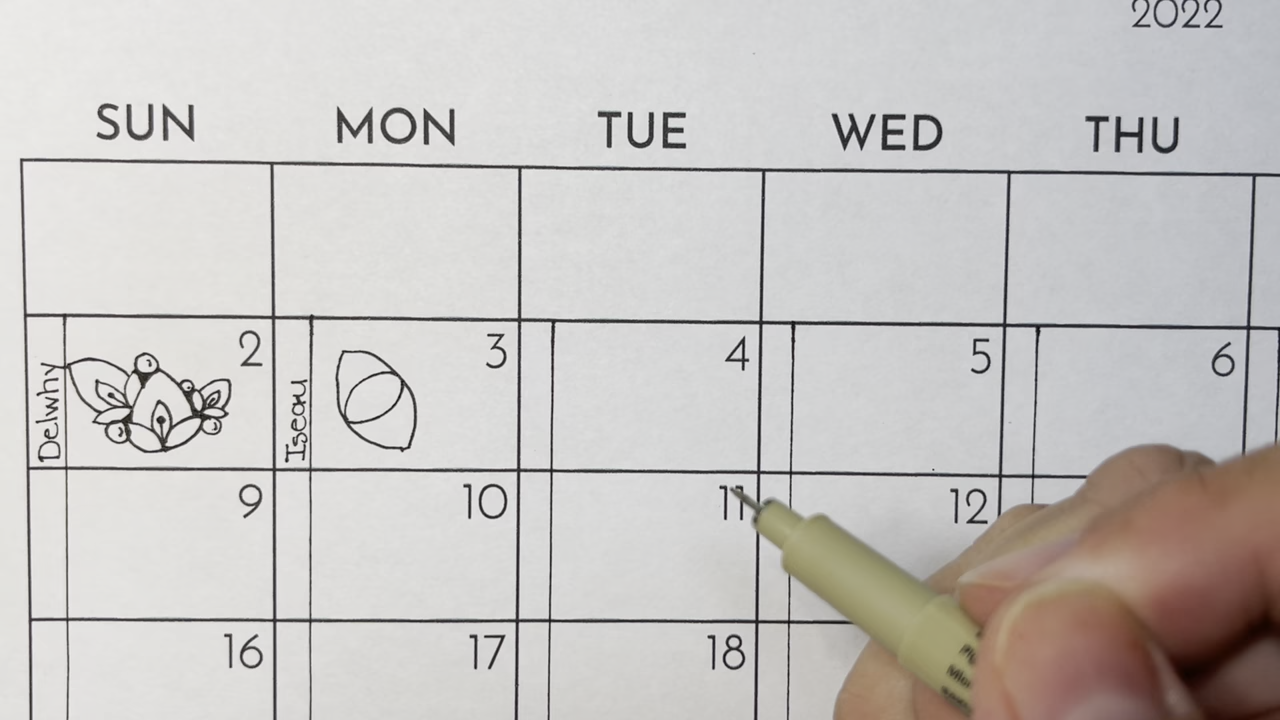 2022
SUN MON TUE WED THU
2 3 4 5 6
Delwhy
Iseau
9 10 11 12
16 17 18